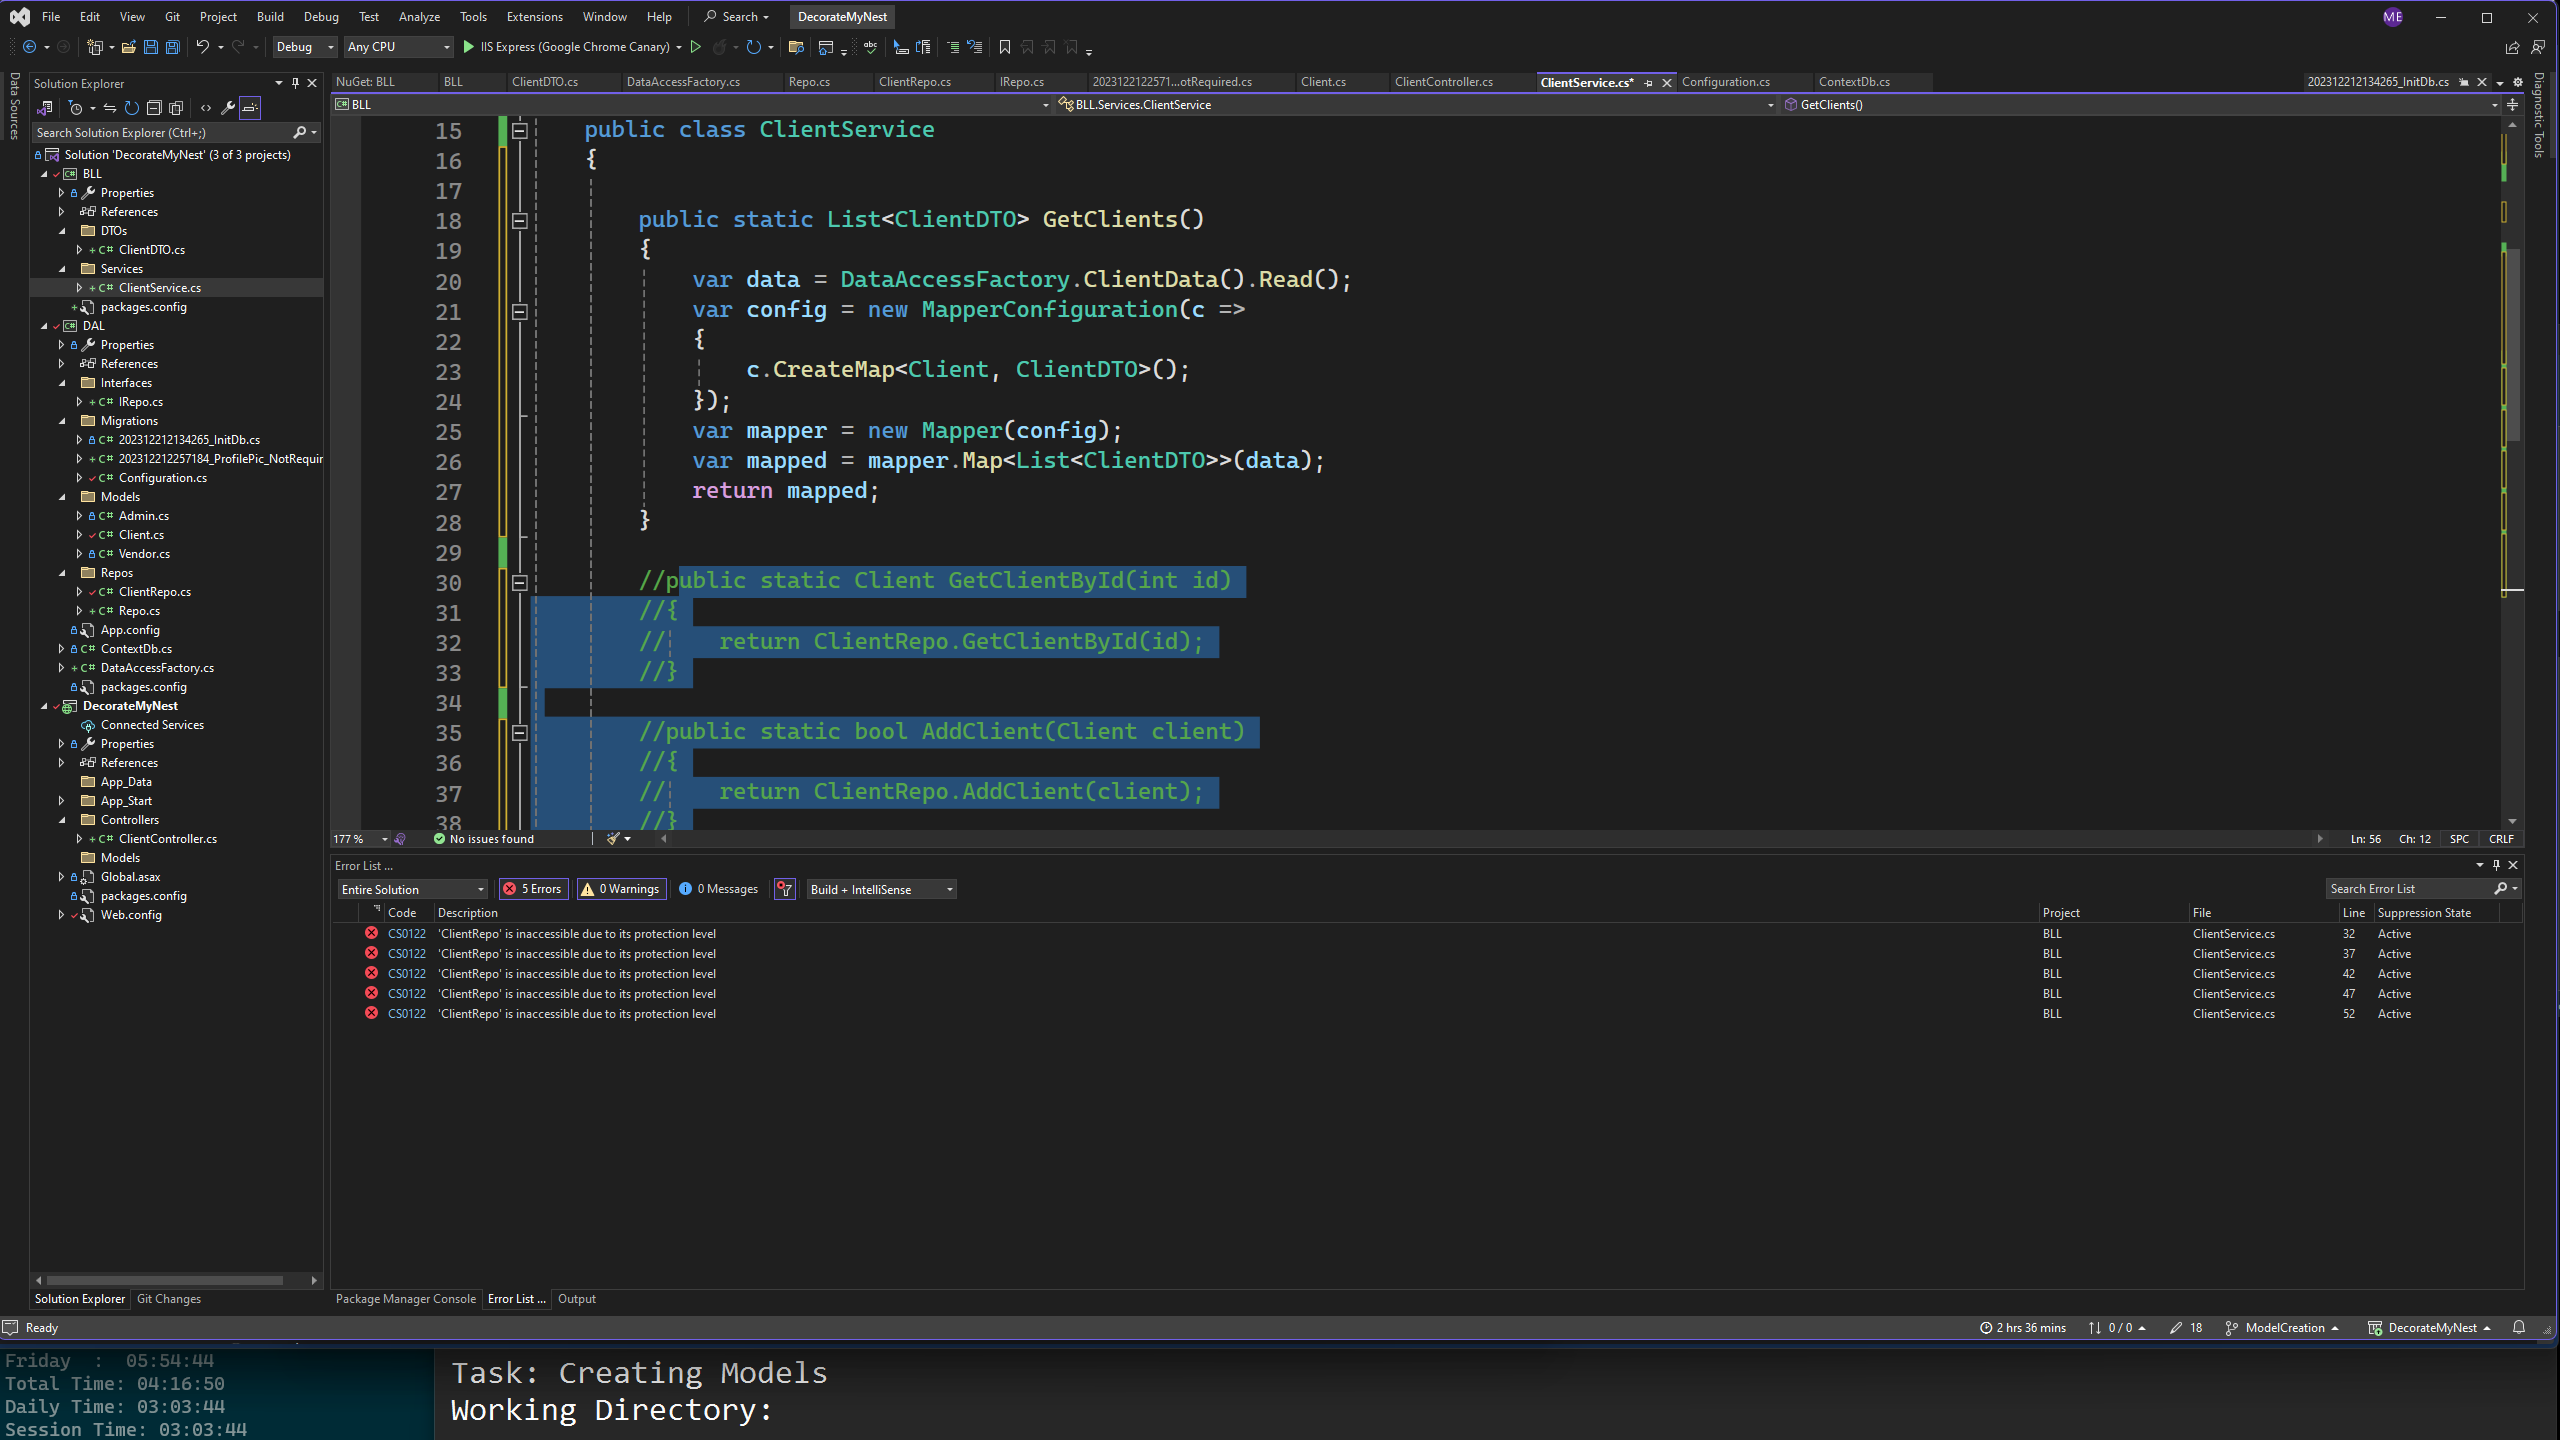 File Edit View Git Project Build Debug Test Analyze Tools Extensions Window Help Search DecorateMyNest ME
Debug Any CPU IIS Express (Google Chrome Canary)
Data Sources
Solution Explorer
Search Solution Explorer (Ctrl+;)
Solution 'DecorateMyNest' (3 of 3 projects)
BLL
Properties
References
DTOs
C# ClientDTO.cs
Services
C# ClientService.cs
packages.config
DAL
Properties
References
Interfaces
C# IRepo.cs
Migrations
C# 202312212134265_InitDb.cs
C# 202312212257184_ProfilePic_NotRequir
C# Configuration.cs
Models
C# Admin.cs
C# Client.cs
C# Vendor.cs
Repos
C# ClientRepo.cs
C# Repo.cs
App.config
C# ContextDb.cs
C# DataAccessFactory.cs
packages.config
DecorateMyNest
Connected Services
Properties
References
App_Data
App_Start
Controllers
C# ClientController.cs
Models
Global.asax
packages.config
Web.config
Solution Explorer Git Changes
NuGet: BLL BLL ClientDTO.cs DataAccessFactory.cs Repo.cs ClientRepo.cs IRepo.cs 2023122122571...otRequired.cs Client.cs ClientController.cs ClientService.cs* Configuration.cs ContextDb.cs 202312212134265_InitDb.cs
BLL BLL.Services.ClientService GetClients()
15 public class ClientService
16 {
17
18 public static List<ClientDTO> GetClients()
19 {
20 var data = DataAccessFactory.ClientData().Read();
21 var config = new MapperConfiguration(c =>
22 {
23 c.CreateMap<Client, ClientDTO>();
24 });
25 var mapper = new Mapper(config);
26 var mapped = mapper.Map<List<ClientDTO>>(data);
27 return mapped;
28 }
29
30 //public static Client GetClientById(int id)
31 //{
32 // return ClientRepo.GetClientById(id);
33 //}
34
35 //public static bool AddClient(Client client)
36 //{
37 // return ClientRepo.AddClient(client);
38 //}
177 % No issues found Ln: 56 Ch: 12 SPC CRLF
Diagnostic Tools
Error List ...
Entire Solution 5 Errors 0 Warnings 0 Messages Build + IntelliSense Search Error List
Code Description Project File Line Suppression State
CS0122 'ClientRepo' is inaccessible due to its protection level BLL ClientService.cs 32 Active
CS0122 'ClientRepo' is inaccessible due to its protection level BLL ClientService.cs 37 Active
CS0122 'ClientRepo' is inaccessible due to its protection level BLL ClientService.cs 42 Active
CS0122 'ClientRepo' is inaccessible due to its protection level BLL ClientService.cs 47 Active
CS0122 'ClientRepo' is inaccessible due to its protection level BLL ClientService.cs 52 Active
Package Manager Console Error List ... Output
Ready 2 hrs 36 mins 0 / 0 18 ModelCreation DecorateMyNest
Friday : 05:54:44
Total Time: 04:16:50
Daily Time: 03:03:44
Session Time: 03:03:44
Task: Creating Models
Working Directory: